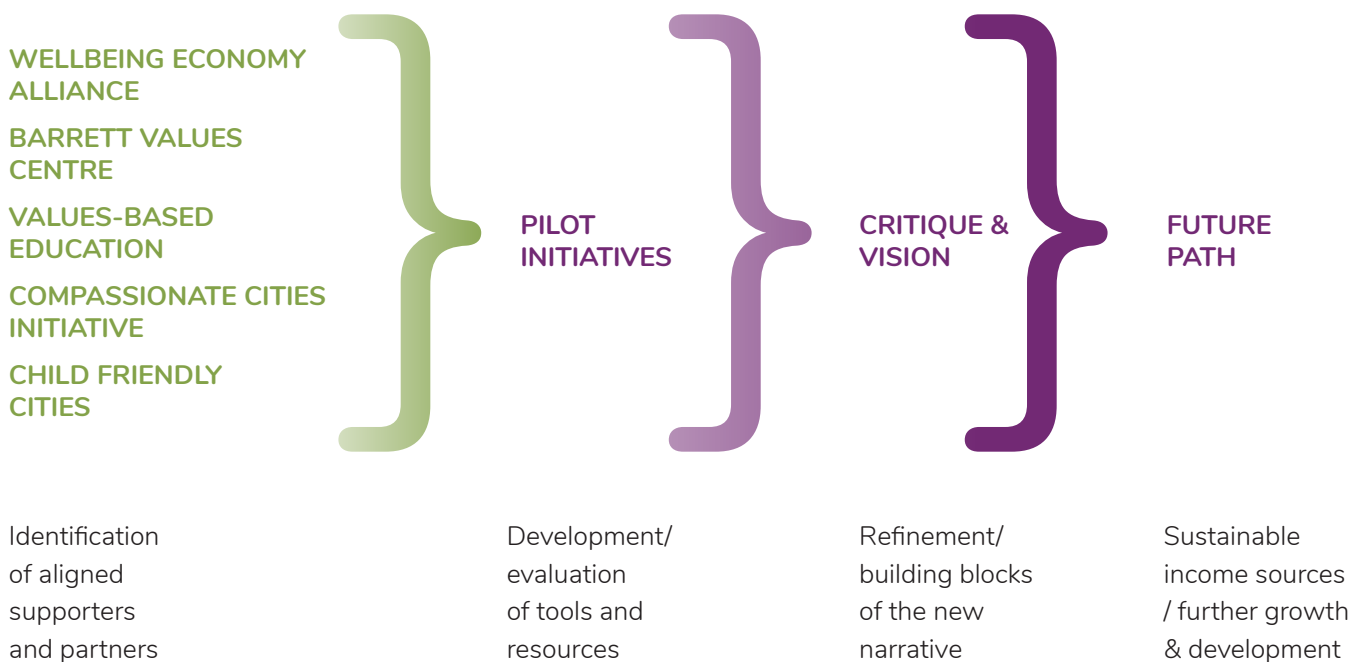 WELLBEING ECONOMY
ALLIANCE
BARRETT VALUES
CENTRE
VALUES-BASED
EDUCATION
COMPASSIONATE CITIES
INITIATIVE
CHILD FRIENDLY
CITIES
PILOT
INITIATIVES
CRITIQUE &
VISION
FUTURE
PATH
Identification
of aligned
supporters
and partners
Development/
evaluation
of tools and
resources
Refinement/
building blocks
of the new
narrative
Sustainable
income sources
/ further growth
& development